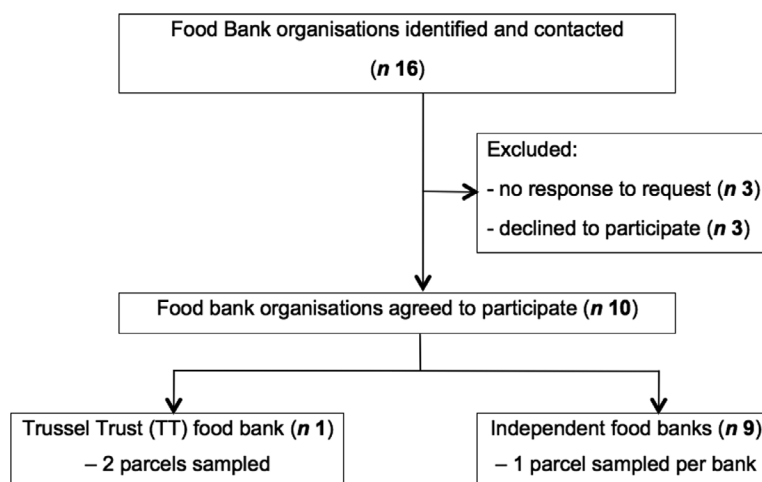 Food Bank organisations identified and contacted
(n 16)
Excluded:
- no response to request (n 3)
- declined to participate (n 3)
Food bank organisations agreed to participate (n 10)
Trussel Trust (TT) food bank (n 1)
– 2 parcels sampled
Independent food banks (n 9)
– 1 parcel sampled per bank